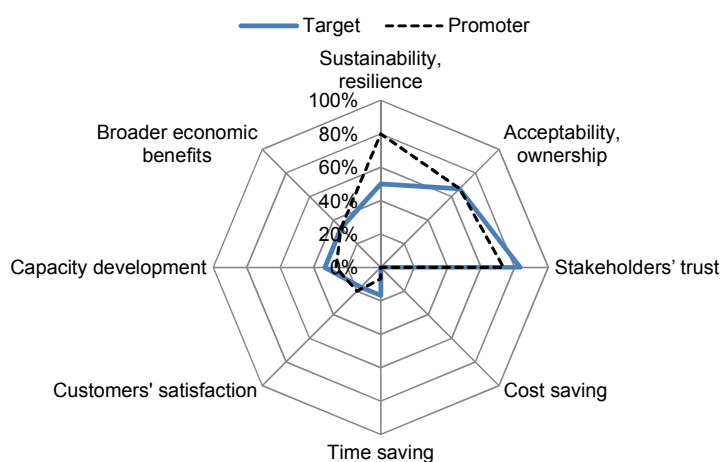 Target Promoter
Sustainability,
resilience
100%
Broader economic
benefits
80%
Acceptability,
ownership
60%
40%
20%
Capacity development
0%
Stakeholders’ trust
Customers' satisfaction
Cost saving
Time saving